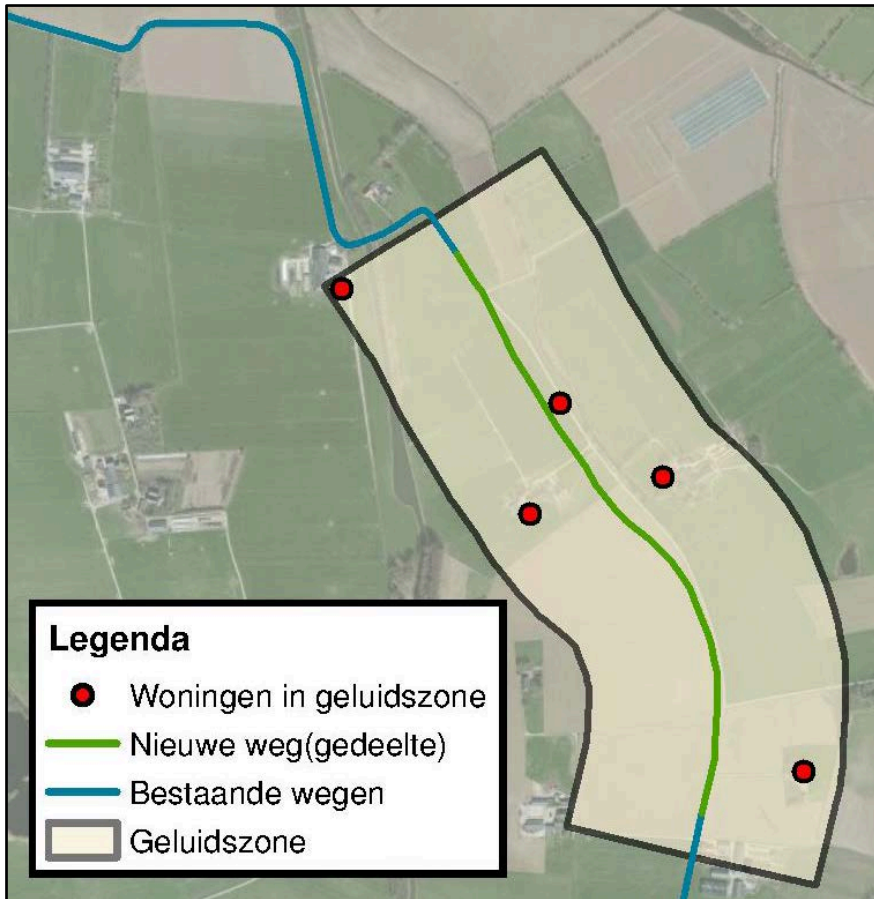 Legenda
Woningen in geluidszone
Nieuwe weg(gedeelte)
Bestaande wegen
Geluidszone